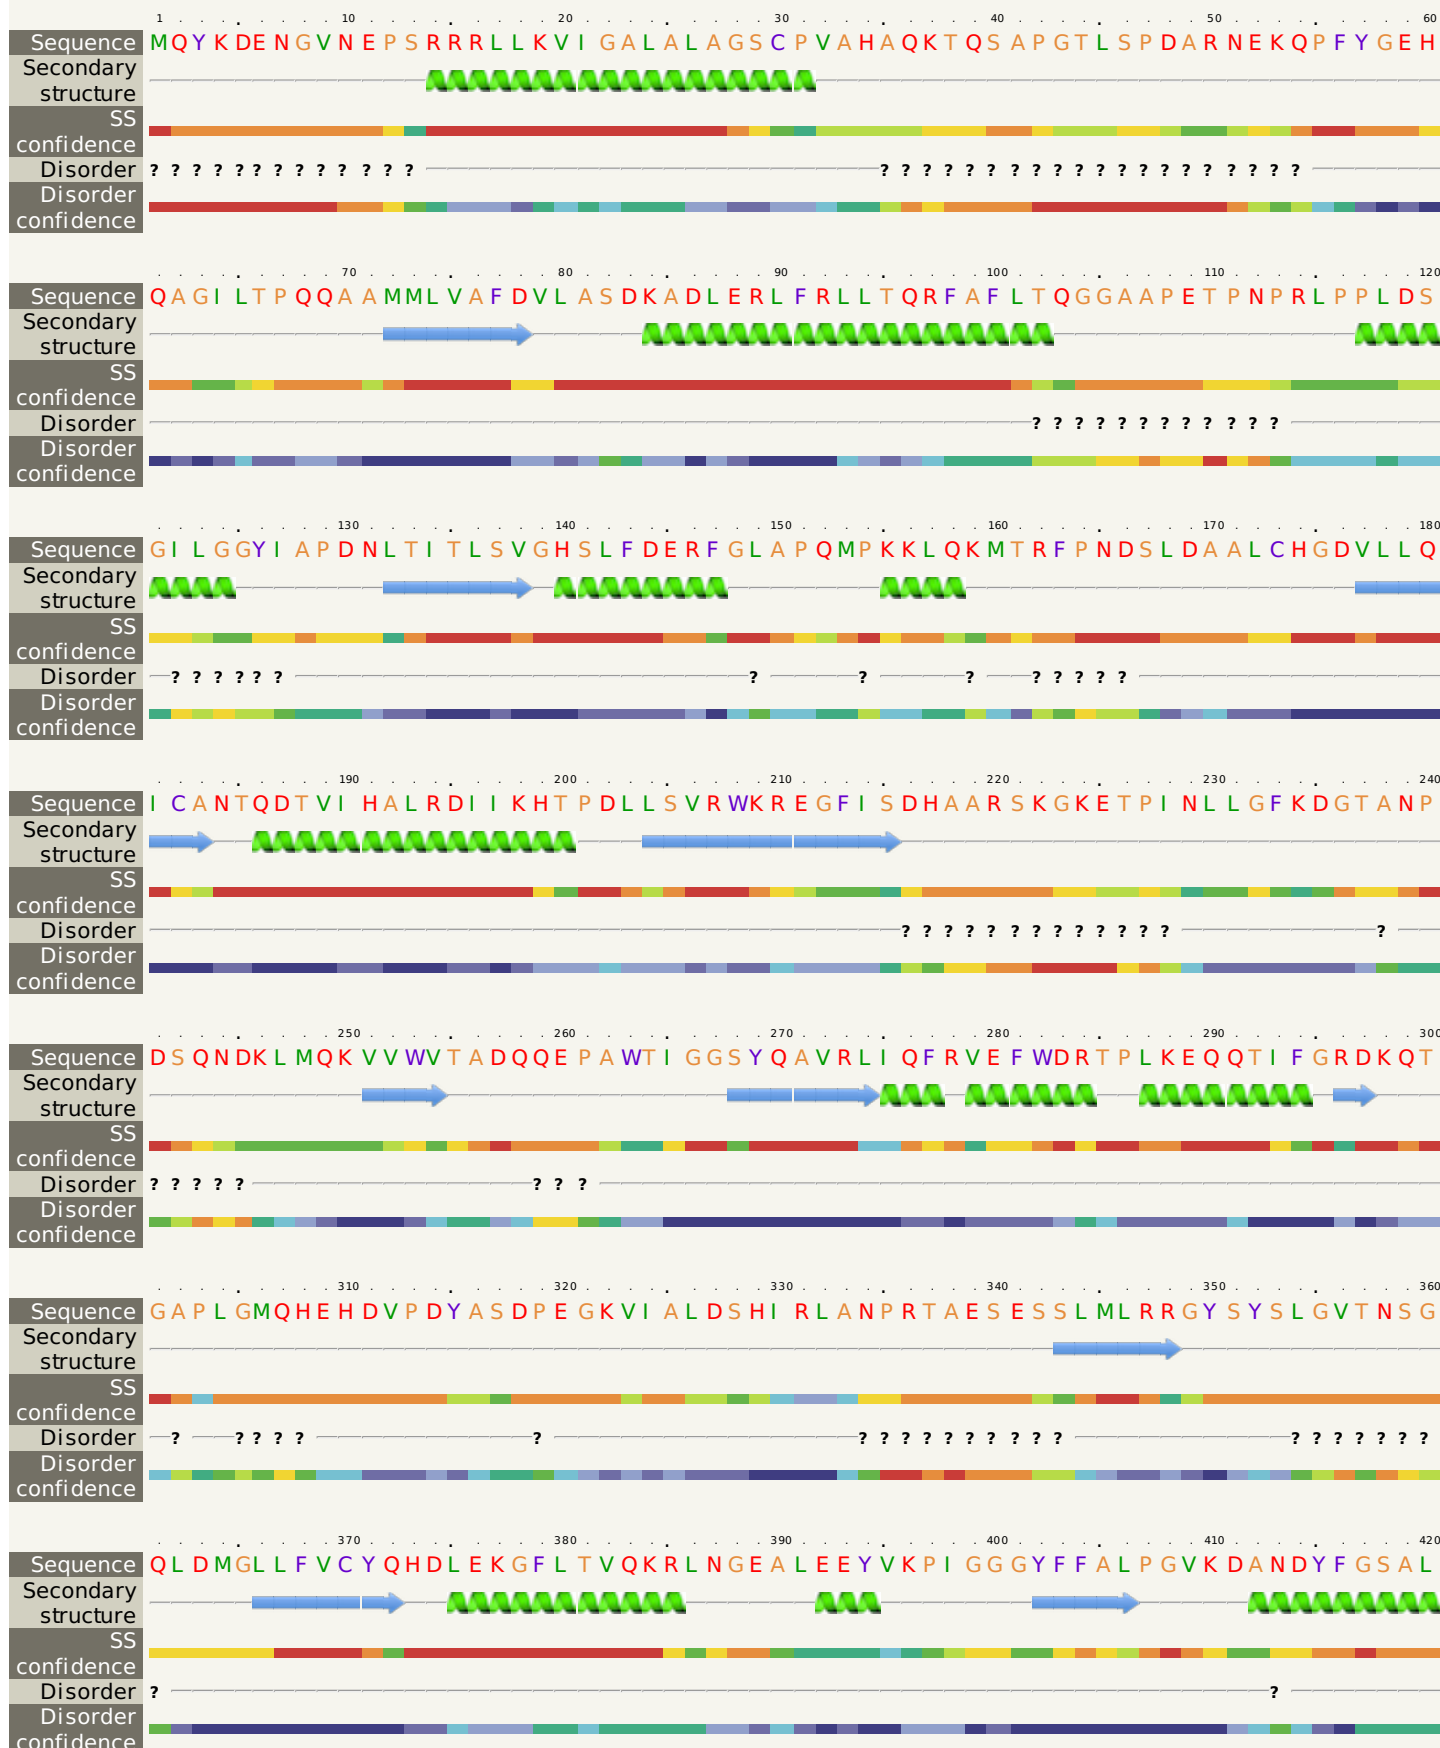 1 10 20 30 40 50 60
Sequence MQYKDENGVNEPSRRRLLKVIGALALAGSCPVAHAQKTQSAPGTLSPDARNEKQPFYGEH
Secondary
structure
SS
confidence
Disorder ? ? ? ? ? ? ? ? ? ? ? ? ? ? ? ? ? ? ? ? ? ? ? ? ? ? ? ? ? ? ? ? ?
Disorder
confidence
70 80 90 100 110 120
Sequence QAGILTPQQAAMMLVAFDVLASDKADLERLFRLLTQRFAFLTQGGAAPETPNPRLPPLDS
Secondary
structure
SS
confidence
Disorder ? ? ? ? ? ? ? ? ? ? ? ?
Disorder
confidence
130 140 150 160 170 180
Sequence GILGGYIAPDNLTITLSVGHSLFDERFGLAPQMPKKLQKMTRFPNDSLDAALCHGDVLLQ
Secondary
structure
SS
confidence
Disorder ? ? ? ? ? ? ? ? ? ? ? ? ? ?
Disorder
confidence
190 200 210 220 230 240
Sequence ICANTQDTVIHALRDIIKHTPDLLSVRWKREGFISDHAARSKGKETPINLLGFKDGTANP
Secondary
structure
SS
confidence
Disorder ? ? ? ? ? ? ? ? ? ? ? ? ? ?
Disorder
confidence
250 260 270 280 290 300
Sequence DSQNDKLMQKVVWVTADQQEPAWTIGGSYQAVRLIQFRVEFWDRTPLKEQQTIFGRDKQT
Secondary
structure
SS
confidence
Disorder ? ? ? ? ? ? ? ?
Disorder
confidence
310 320 330 340 350 360
Sequence GAPLGMQHEHDVPDYASDPEGKVIALDSHIRLANPRTAESESSLMLRRGYSYSLGVTNSG
Secondary
structure
SS
confidence
Disorder ? ? ? ? ? ? ? ? ? ? ? ? ? ? ? ? ? ? ? ? ? ? ?
Disorder
confidence
370 380 390 400 410 420
Sequence QLDMGLLFVCYQHDLEKGFLTVQKRLNGEALEEYVKPIGGGYFFALPGVKDANDYFGSAL
Secondary
structure
SS
confidence
Disorder ? ?
Disorder
confidence